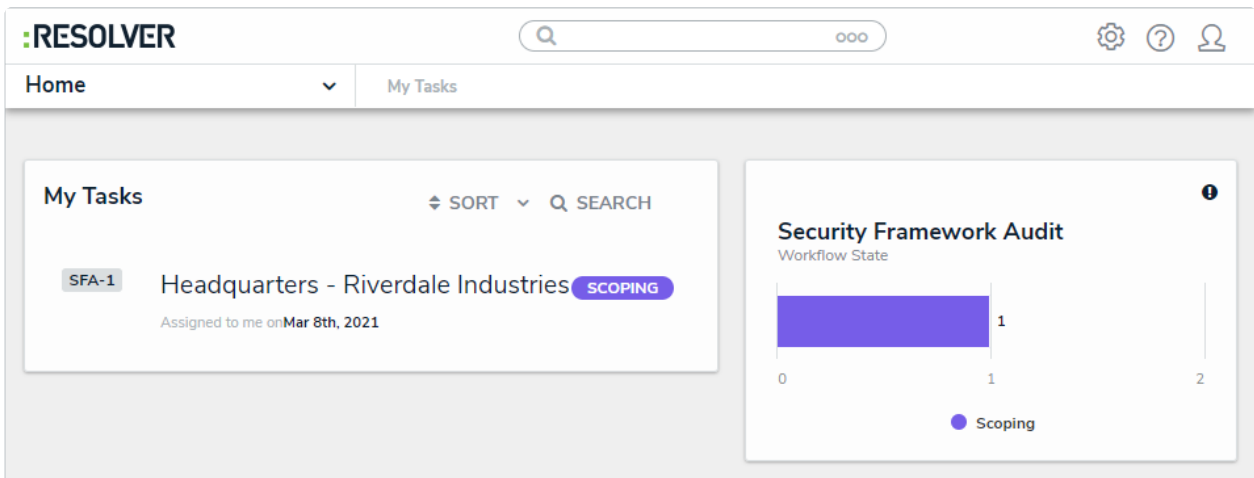 :RESOLVER
ooo
Home
My Tasks
My Tasks
SORT
SEARCH
SFA-1
Headquarters - Riverdale Industries
SCOPING
Assigned to me onMar 8th, 2021
Security Framework Audit
Workflow State
1
0 1 2
Scoping